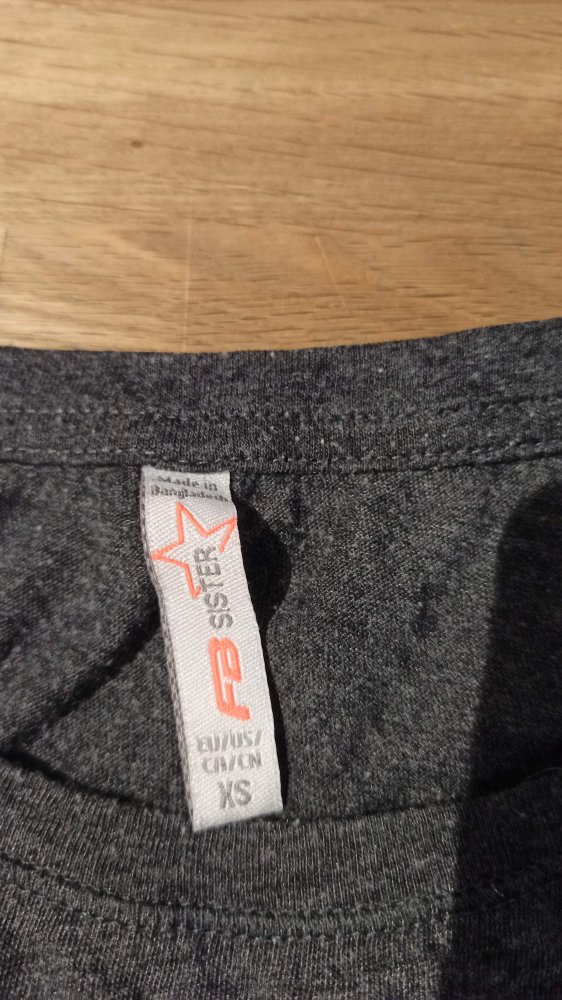 Made in
Bangladesh
FB SISTER
EU/US/
CA/CN
XS